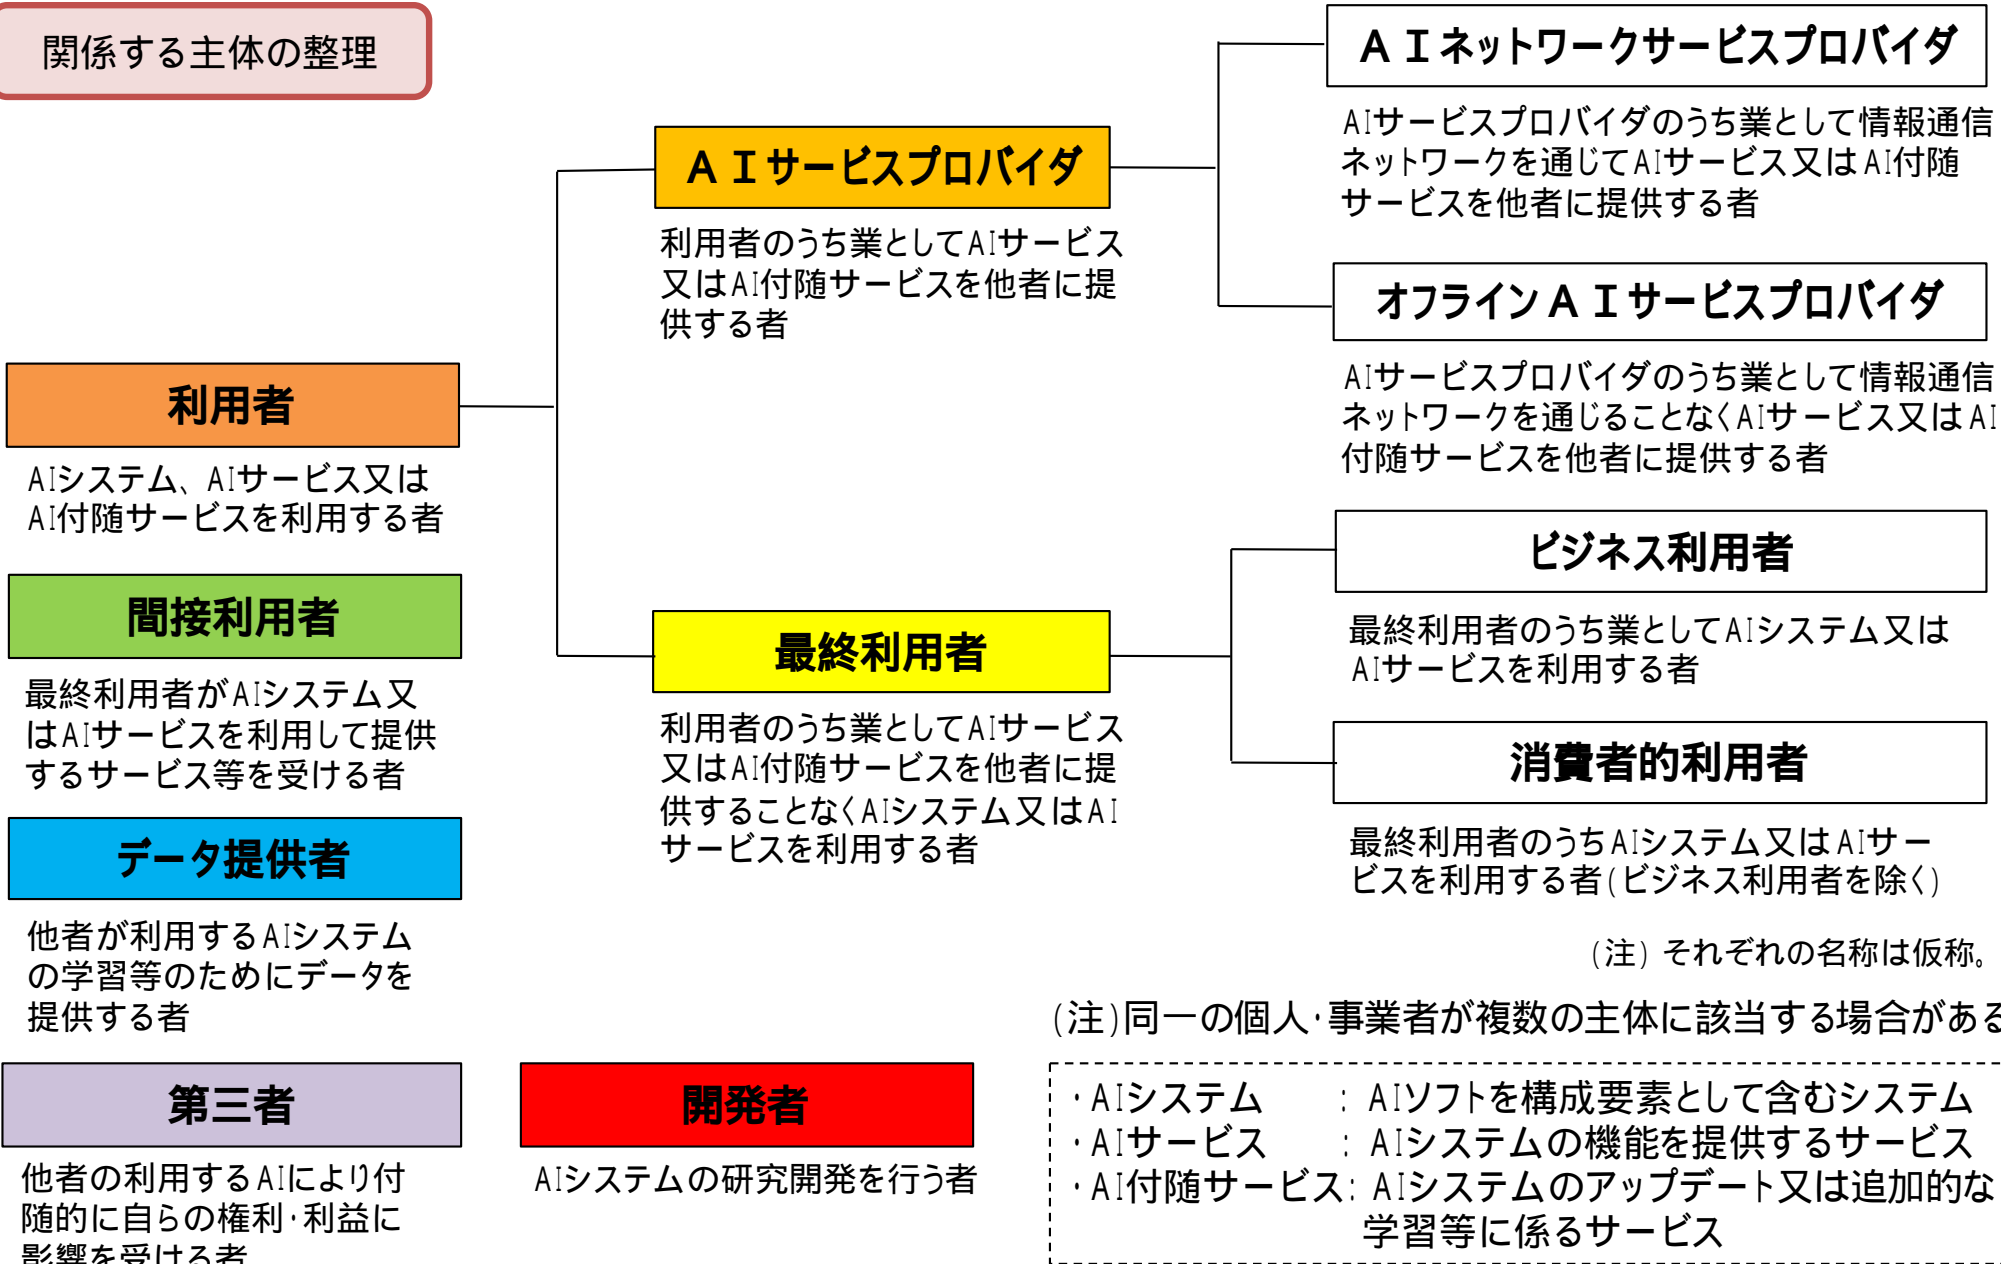 関係する主体の整理
AIネットワークサービスプロバイダ
AIサービスプロバイダのうち業として情報通信
ネットワークを通じてAIサービス又はAI付随
サービスを他者に提供する者
AIサービスプロバイダ
利用者のうち業としてAIサービス
又はAI付随サービスを他者に提
供する者
オフラインAIサービスプロバイダ
AIサービスプロバイダのうち業として情報通信
ネットワークを通じることなくAIサービス又はAI
付随サービスを他者に提供する者
利用者
AIシステム、AIサービス又は
AI付随サービスを利用する者
ビジネス利用者
最終利用者のうち業としてAIシステム又は
AIサービスを利用する者
間接利用者
最終利用者がAIシステム又
はAIサービスを利用して提供
するサービス等を受ける者
最終利用者
利用者のうち業としてAIサービス
又はAI付随サービスを他者に提
供することなくAIシステム又はAI
サービスを利用する者
消費者的利用者
最終利用者のうちAIシステム又はAIサー
ビスを利用する者(ビジネス利用者を除く)
データ提供者
他者が利用するAIシステム
の学習等のためにデータを
提供する者
(注) それぞれの名称は仮称。
(注)同一の個人・事業者が複数の主体に該当する場合がある
第三者
他者の利用するAIにより付
随的に自らの権利・利益に
影響を受ける者
開発者
AIシステムの研究開発を行う者
・AIシステム : AIソフトを構成要素として含むシステム
・AIサービス : AIシステムの機能を提供するサービス
・AI付随サービス: AIシステムのアップデート又は追加的な
学習等に係るサービス